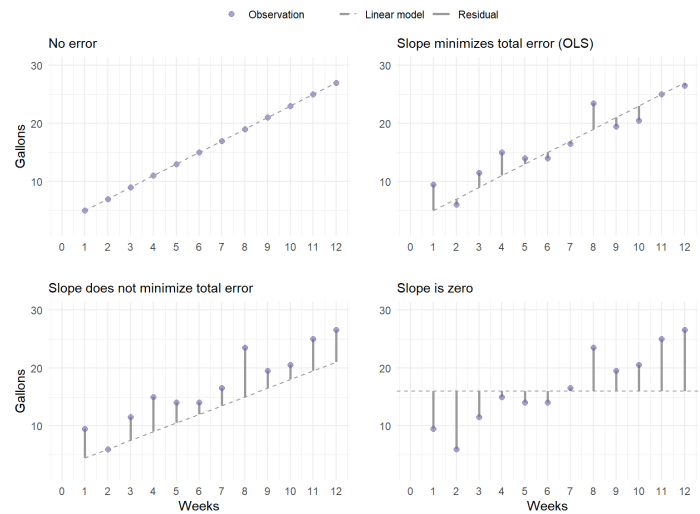 Observation Linear model Residual
No error
Slope minimizes total error (OLS)
Gallons
30
20
10
0 1 2 3 4 5 6 7 8 9 10 11 12
30
20
10
0 1 2 3 4 5 6 7 8 9 10 11 12
Slope does not minimize total error
Slope is zero
Gallons
30
20
10
0 1 2 3 4 5 6 7 8 9 10 11 12
Weeks
30
20
10
0 1 2 3 4 5 6 7 8 9 10 11 12
Weeks